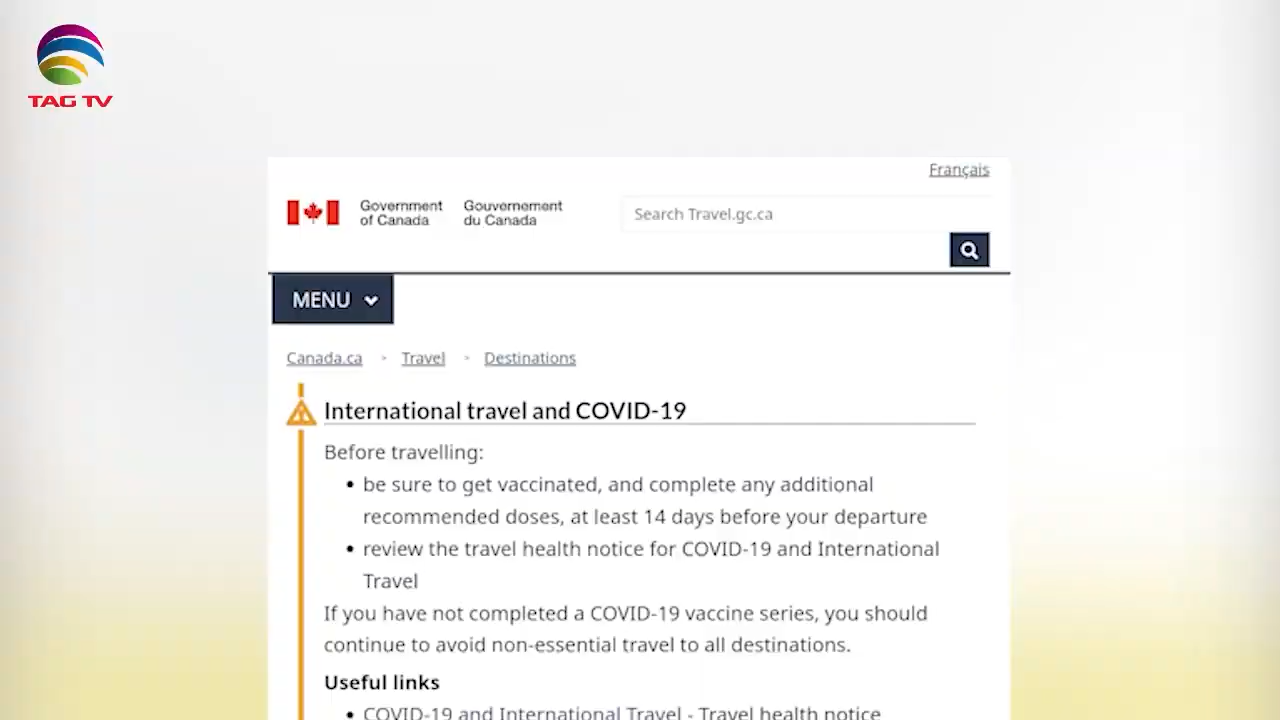 TAG TV
Français
Government
of Canada
Gouvernement
du Canada
Search Travel.gc.ca
MENU
Canada.ca > Travel > Destinations
International travel and COVID-19
Before travelling:
• be sure to get vaccinated, and complete any additional
recommended doses, at least 14 days before your departure
• review the travel health notice for COVID-19 and International
Travel
If you have not completed a COVID-19 vaccine series, you should
continue to avoid non-essential travel to all destinations.
Useful links
• COVID-19 and International Travel - Travel health notice